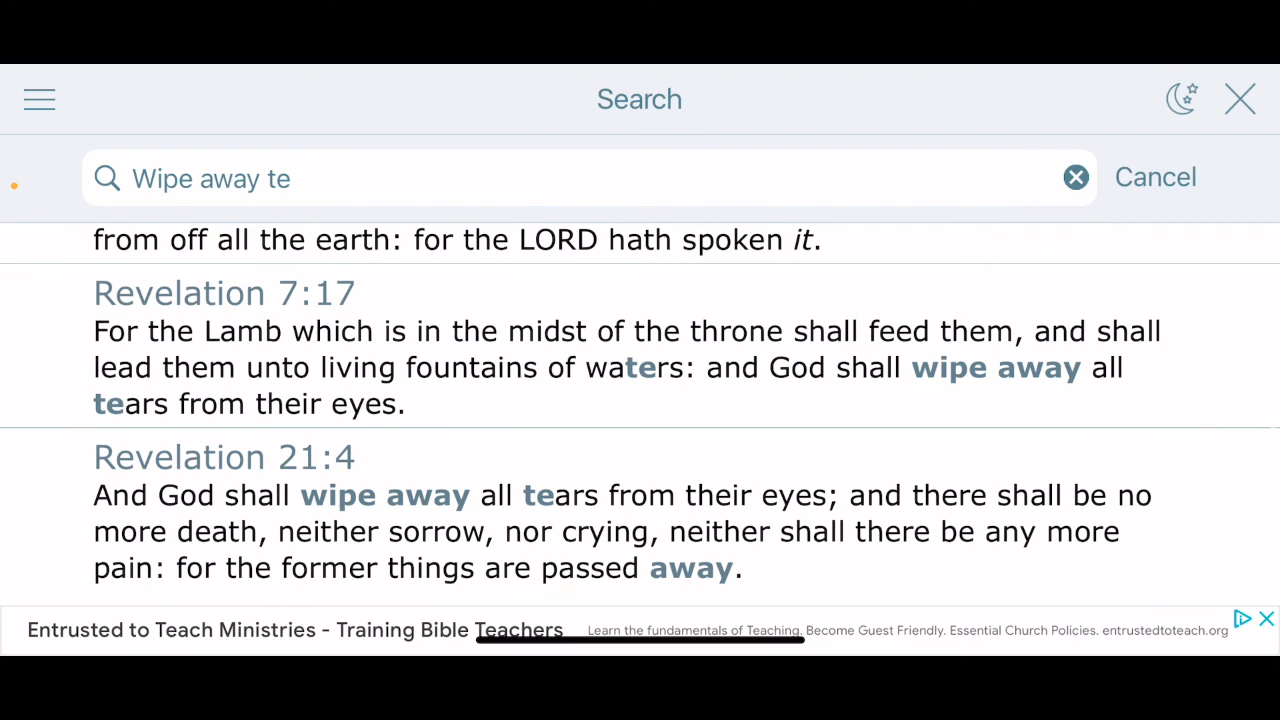 Search
Wipe away te
Cancel
from off all the earth: for the LORD hath spoken it.
Revelation 7:17
For the Lamb which is in the midst of the throne shall feed them, and shall
lead them unto living fountains of waters: and God shall wipe away all
tears from their eyes.
Revelation 21:4
And God shall wipe away all tears from their eyes; and there shall be no
more death, neither sorrow, nor crying, neither shall there be any more
pain: for the former things are passed away.
Entrusted to Teach Ministries - Training Bible Teachers
Learn the fundamentals of Teaching. Become Guest Friendly. Essential Church Policies. entrustedtoteach.org